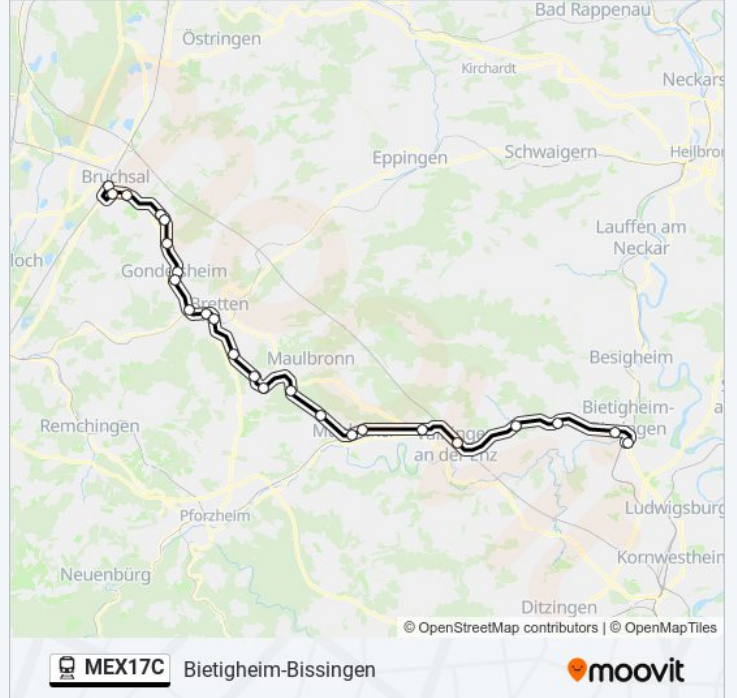 Bad Rappenau
Östringen
Kirchardt
Neckars
Eppingen
Schwaigern
Heilbron
Bruchsal
Lauffen am
Neckar
loch
Gondelsheim
Bretten
Maulbronn
Besigheim
Bietigheim-
Remchingen
an der Enz
Pforzheim
Ludwigsburg
Kornwestheim
Neuenbürg
Ditzingen
© OpenStreetMap contributors | © OpenMapTiles
MEX17C
Bietigheim-Bissingen
moovit